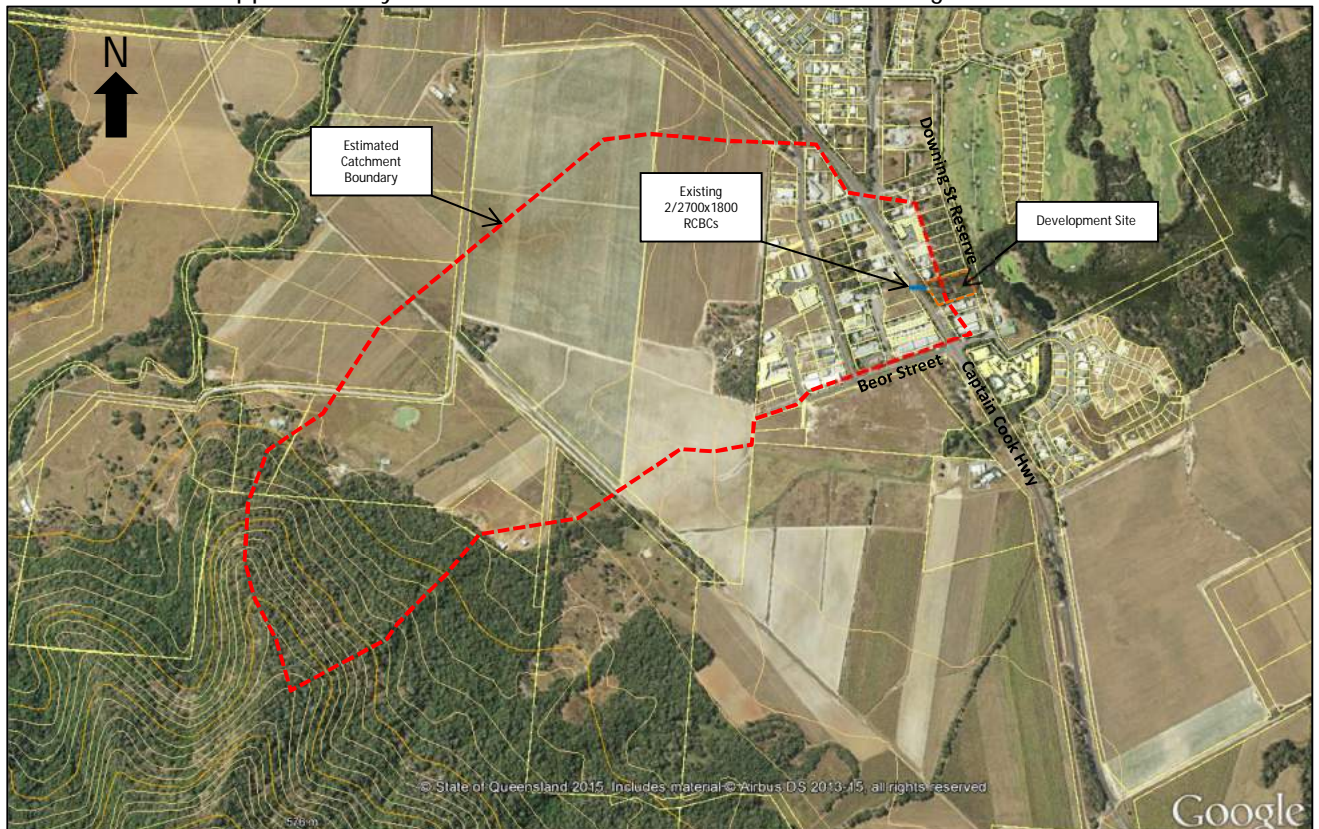 N
Estimated
Catchment
Boundary
Existing
2/2700x1800
RCBCs
Downing St Reserve
Development Site
Beor Street
Captain Cook Hwy
© State of Queensland 2015. Includes material © Airbus DS 2013-15, all rights reserved
576 m
Google